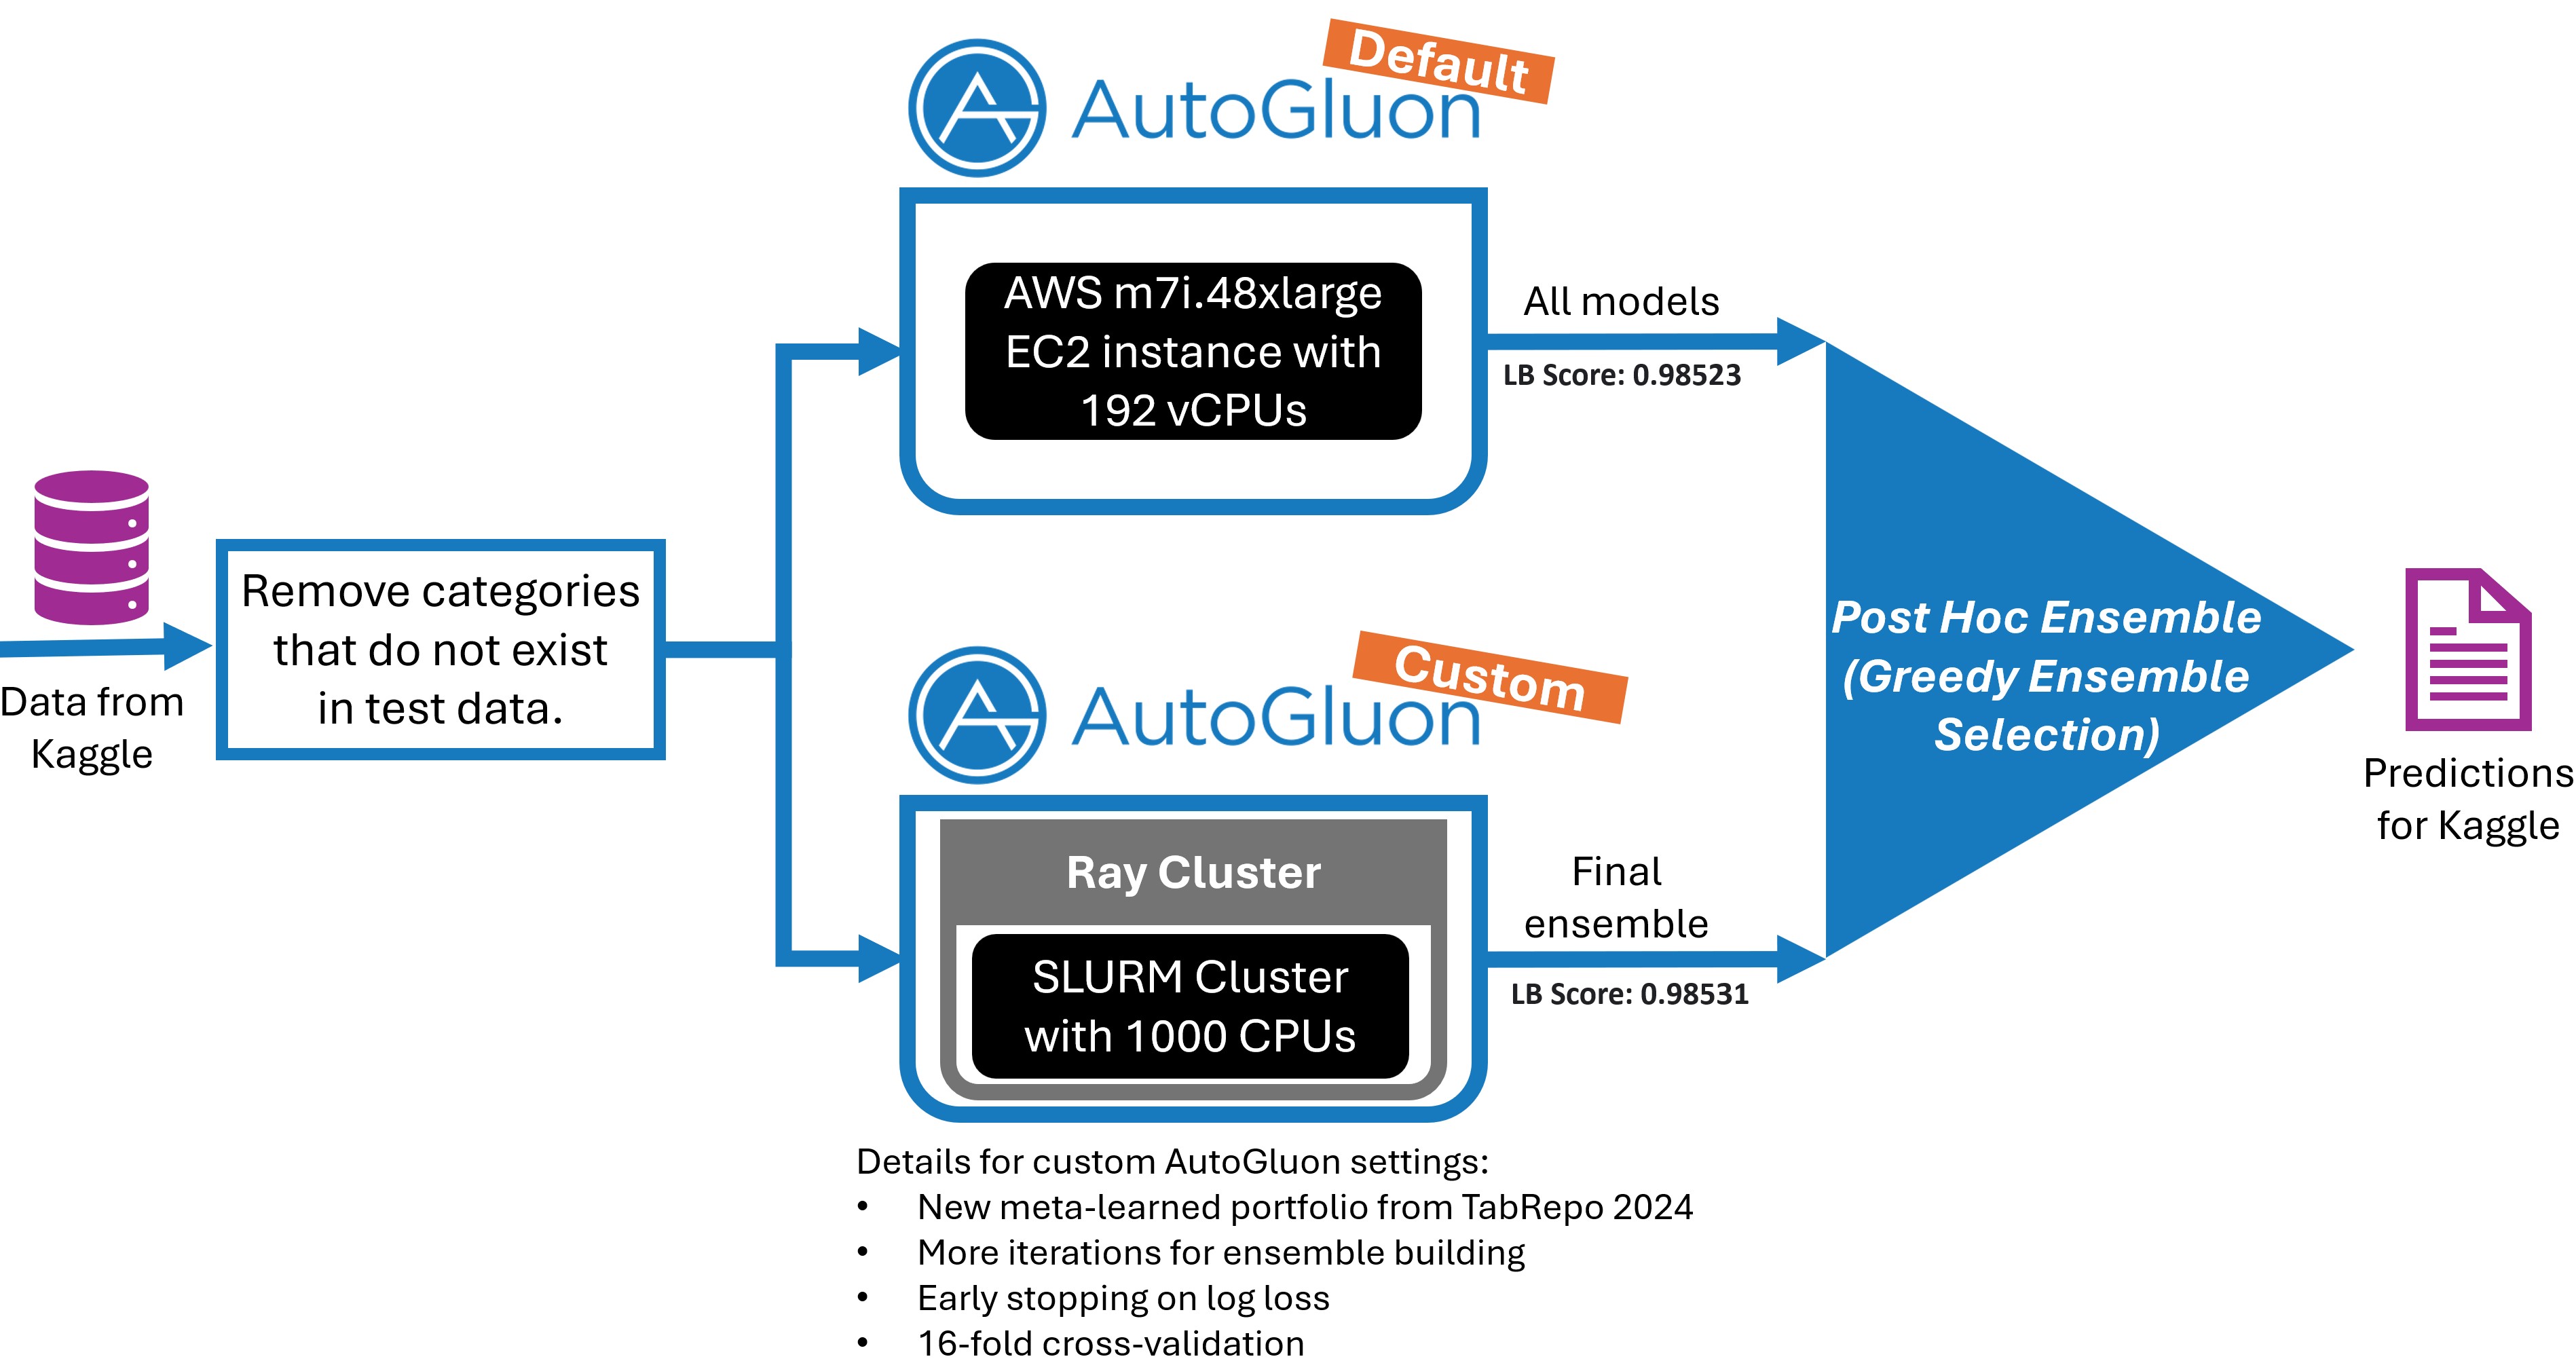 Default
AutoGluon
AWS m7i.48xlarge
EC2 instance with
192 vCPUs
All models
LB Score: 0.98523
Data from
Kaggle
Remove categories
that do not exist
in test data.
Custom
AutoGluon
Ray Cluster
SLURM Cluster
with 1000 CPUs
Final
ensemble
LB Score: 0.98531
Post Hoc Ensemble
(Greedy Ensemble
Selection)
Predictions
for Kaggle
Details for custom AutoGluon settings:
• New meta-learned portfolio from TabRepo 2024
• More iterations for ensemble building
• Early stopping on log loss
• 16-fold cross-validation